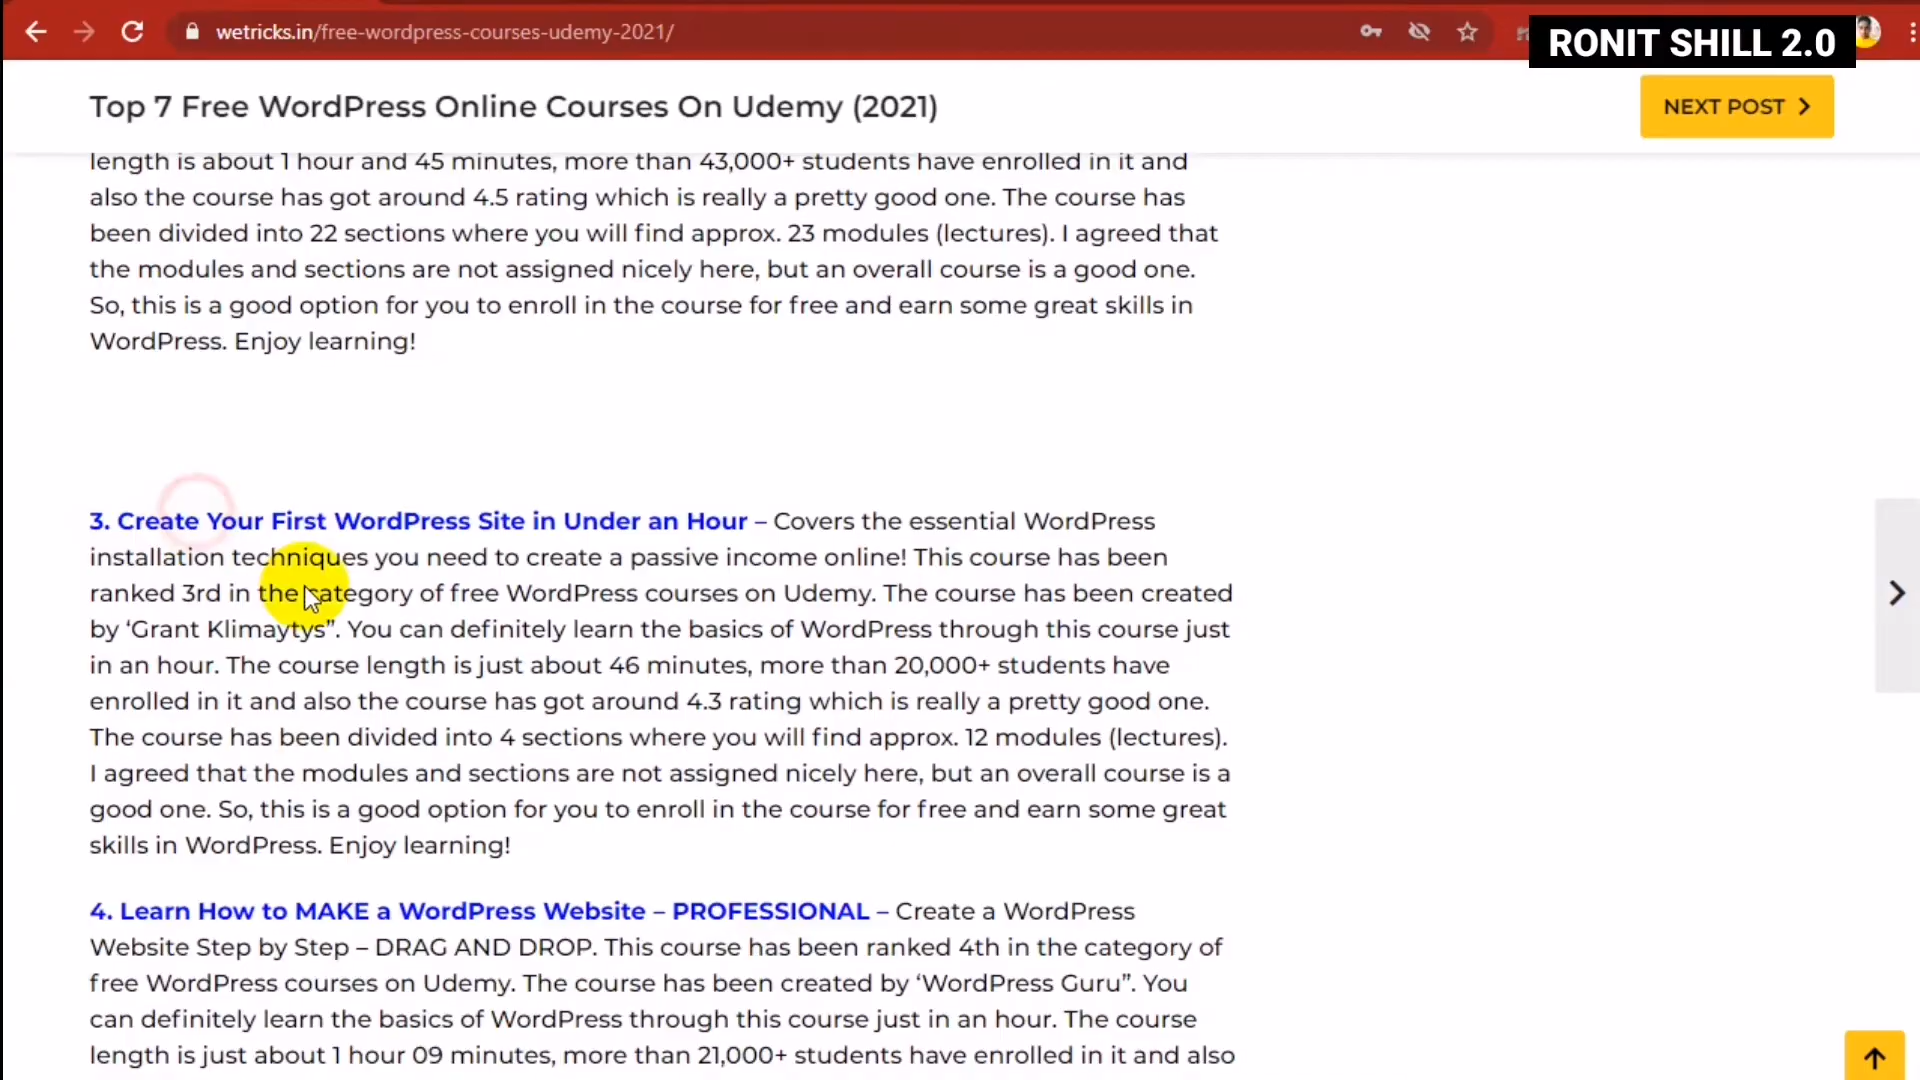 wetricks.in/free-wordpress-courses-udemy-2021/
RONIT SHILL 2.0
Top 7 Free WordPress Online Courses On Udemy (2021)
NEXT POST
length is about 1 hour and 45 minutes, more than 43,000+ students have enrolled in it and
also the course has got around 4.5 rating which is really a pretty good one. The course has
been divided into 22 sections where you will find approx. 23 modules (lectures). I agreed that
the modules and sections are not assigned nicely here, but an overall course is a good one.
So, this is a good option for you to enroll in the course for free and earn some great skills in
WordPress. Enjoy learning!
3. Create Your First WordPress Site in Under an Hour – Covers the essential WordPress
installation techniques you need to create a passive income online! This course has been
ranked 3rd in the category of free WordPress courses on Udemy. The course has been created
by ‘Grant Klimaytys”. You can definitely learn the basics of WordPress through this course just
in an hour. The course length is just about 46 minutes, more than 20,000+ students have
enrolled in it and also the course has got around 4.3 rating which is really a pretty good one.
The course has been divided into 4 sections where you will find approx. 12 modules (lectures).
I agreed that the modules and sections are not assigned nicely here, but an overall course is a
good one. So, this is a good option for you to enroll in the course for free and earn some great
skills in WordPress. Enjoy learning!
4. Learn How to MAKE a WordPress Website – PROFESSIONAL – Create a WordPress
Website Step by Step – DRAG AND DROP. This course has been ranked 4th in the category of
free WordPress courses on Udemy. The course has been created by ‘WordPress Guru”. You
can definitely learn the basics of WordPress through this course just in an hour. The course
length is just about 1 hour 09 minutes, more than 21,000+ students have enrolled in it and also